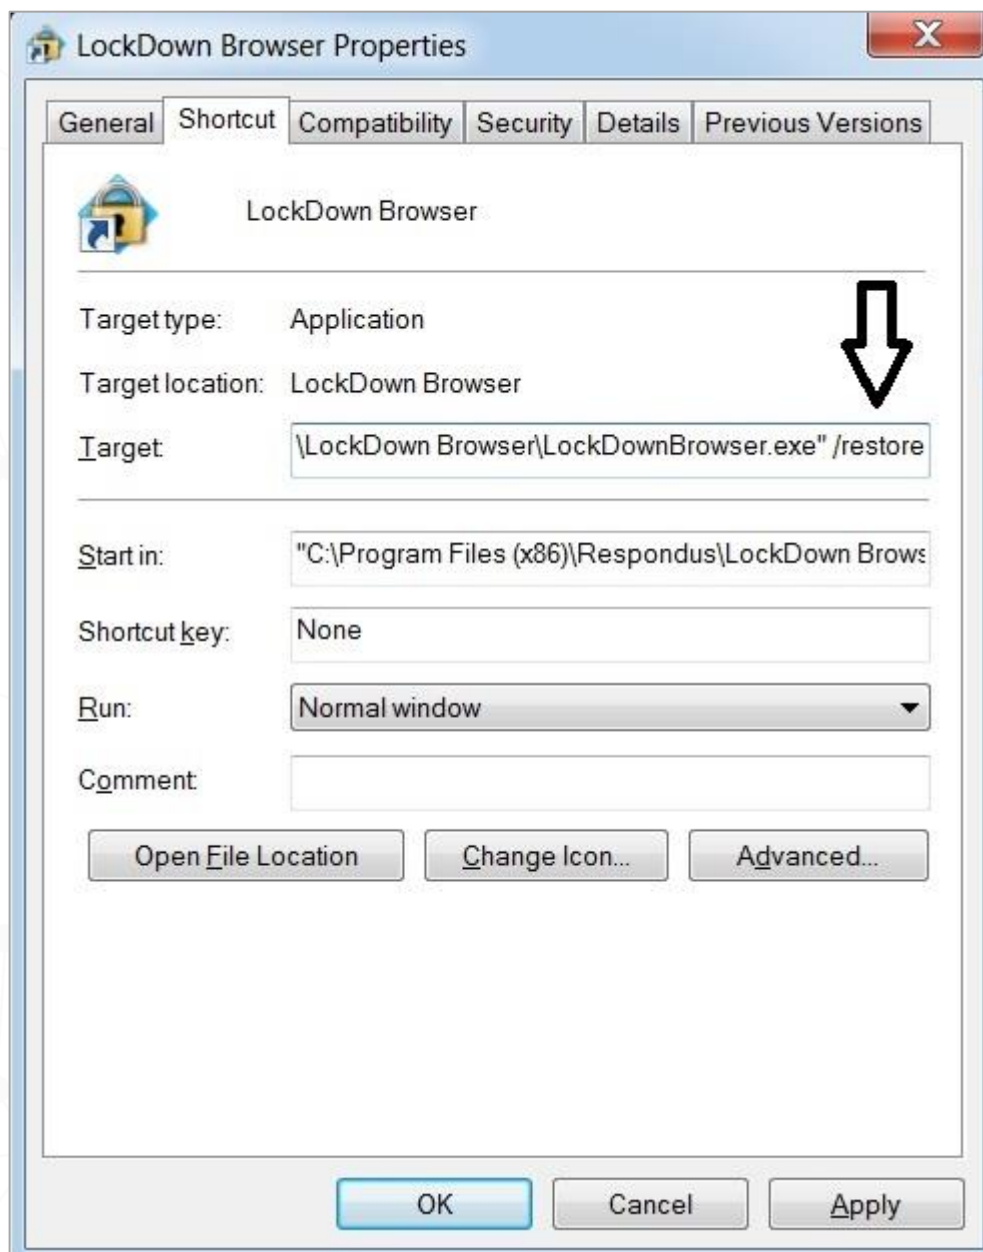 LockDown Browser Properties
General Shortcut Compatibility Security Details Previous Versions
LockDown Browser
Target type: Application
Target location: LockDown Browser
Target: \LockDown Browser\LockDownBrowser.exe" /restore
Start in: "C:\Program Files (x86)\Respondus\LockDown Brows
Shortcut key: None
Run: Normal window
Comment:
Open File Location Change Icon... Advanced...
OK Cancel Apply